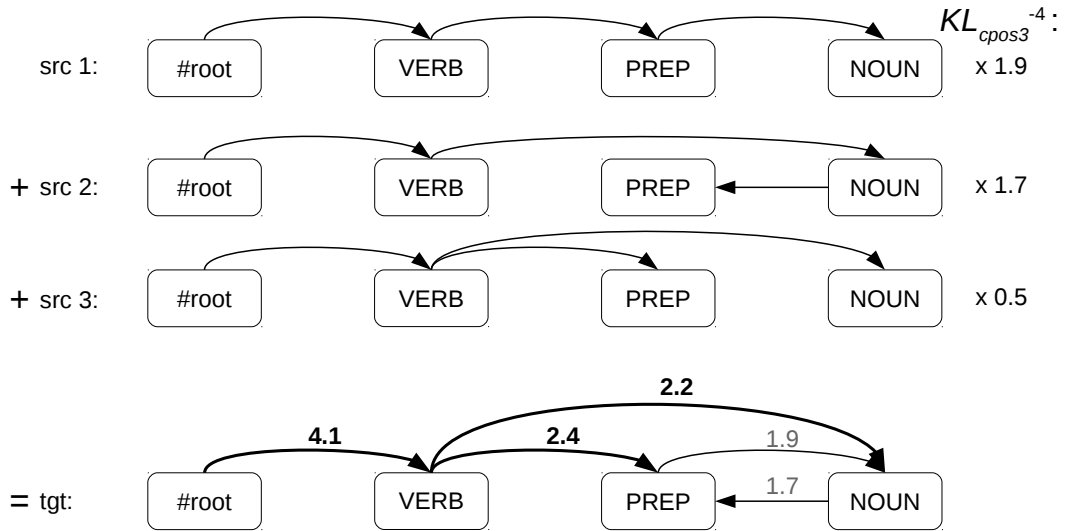 KLcpos3-4:
src 1: #root VERB PREP NOUN x 1.9
+ src 2: #root VERB PREP NOUN x 1.7
+ src 3: #root VERB PREP NOUN x 0.5
2.2
4.1 2.4 1.9
1.7
= tgt: #root VERB PREP NOUN